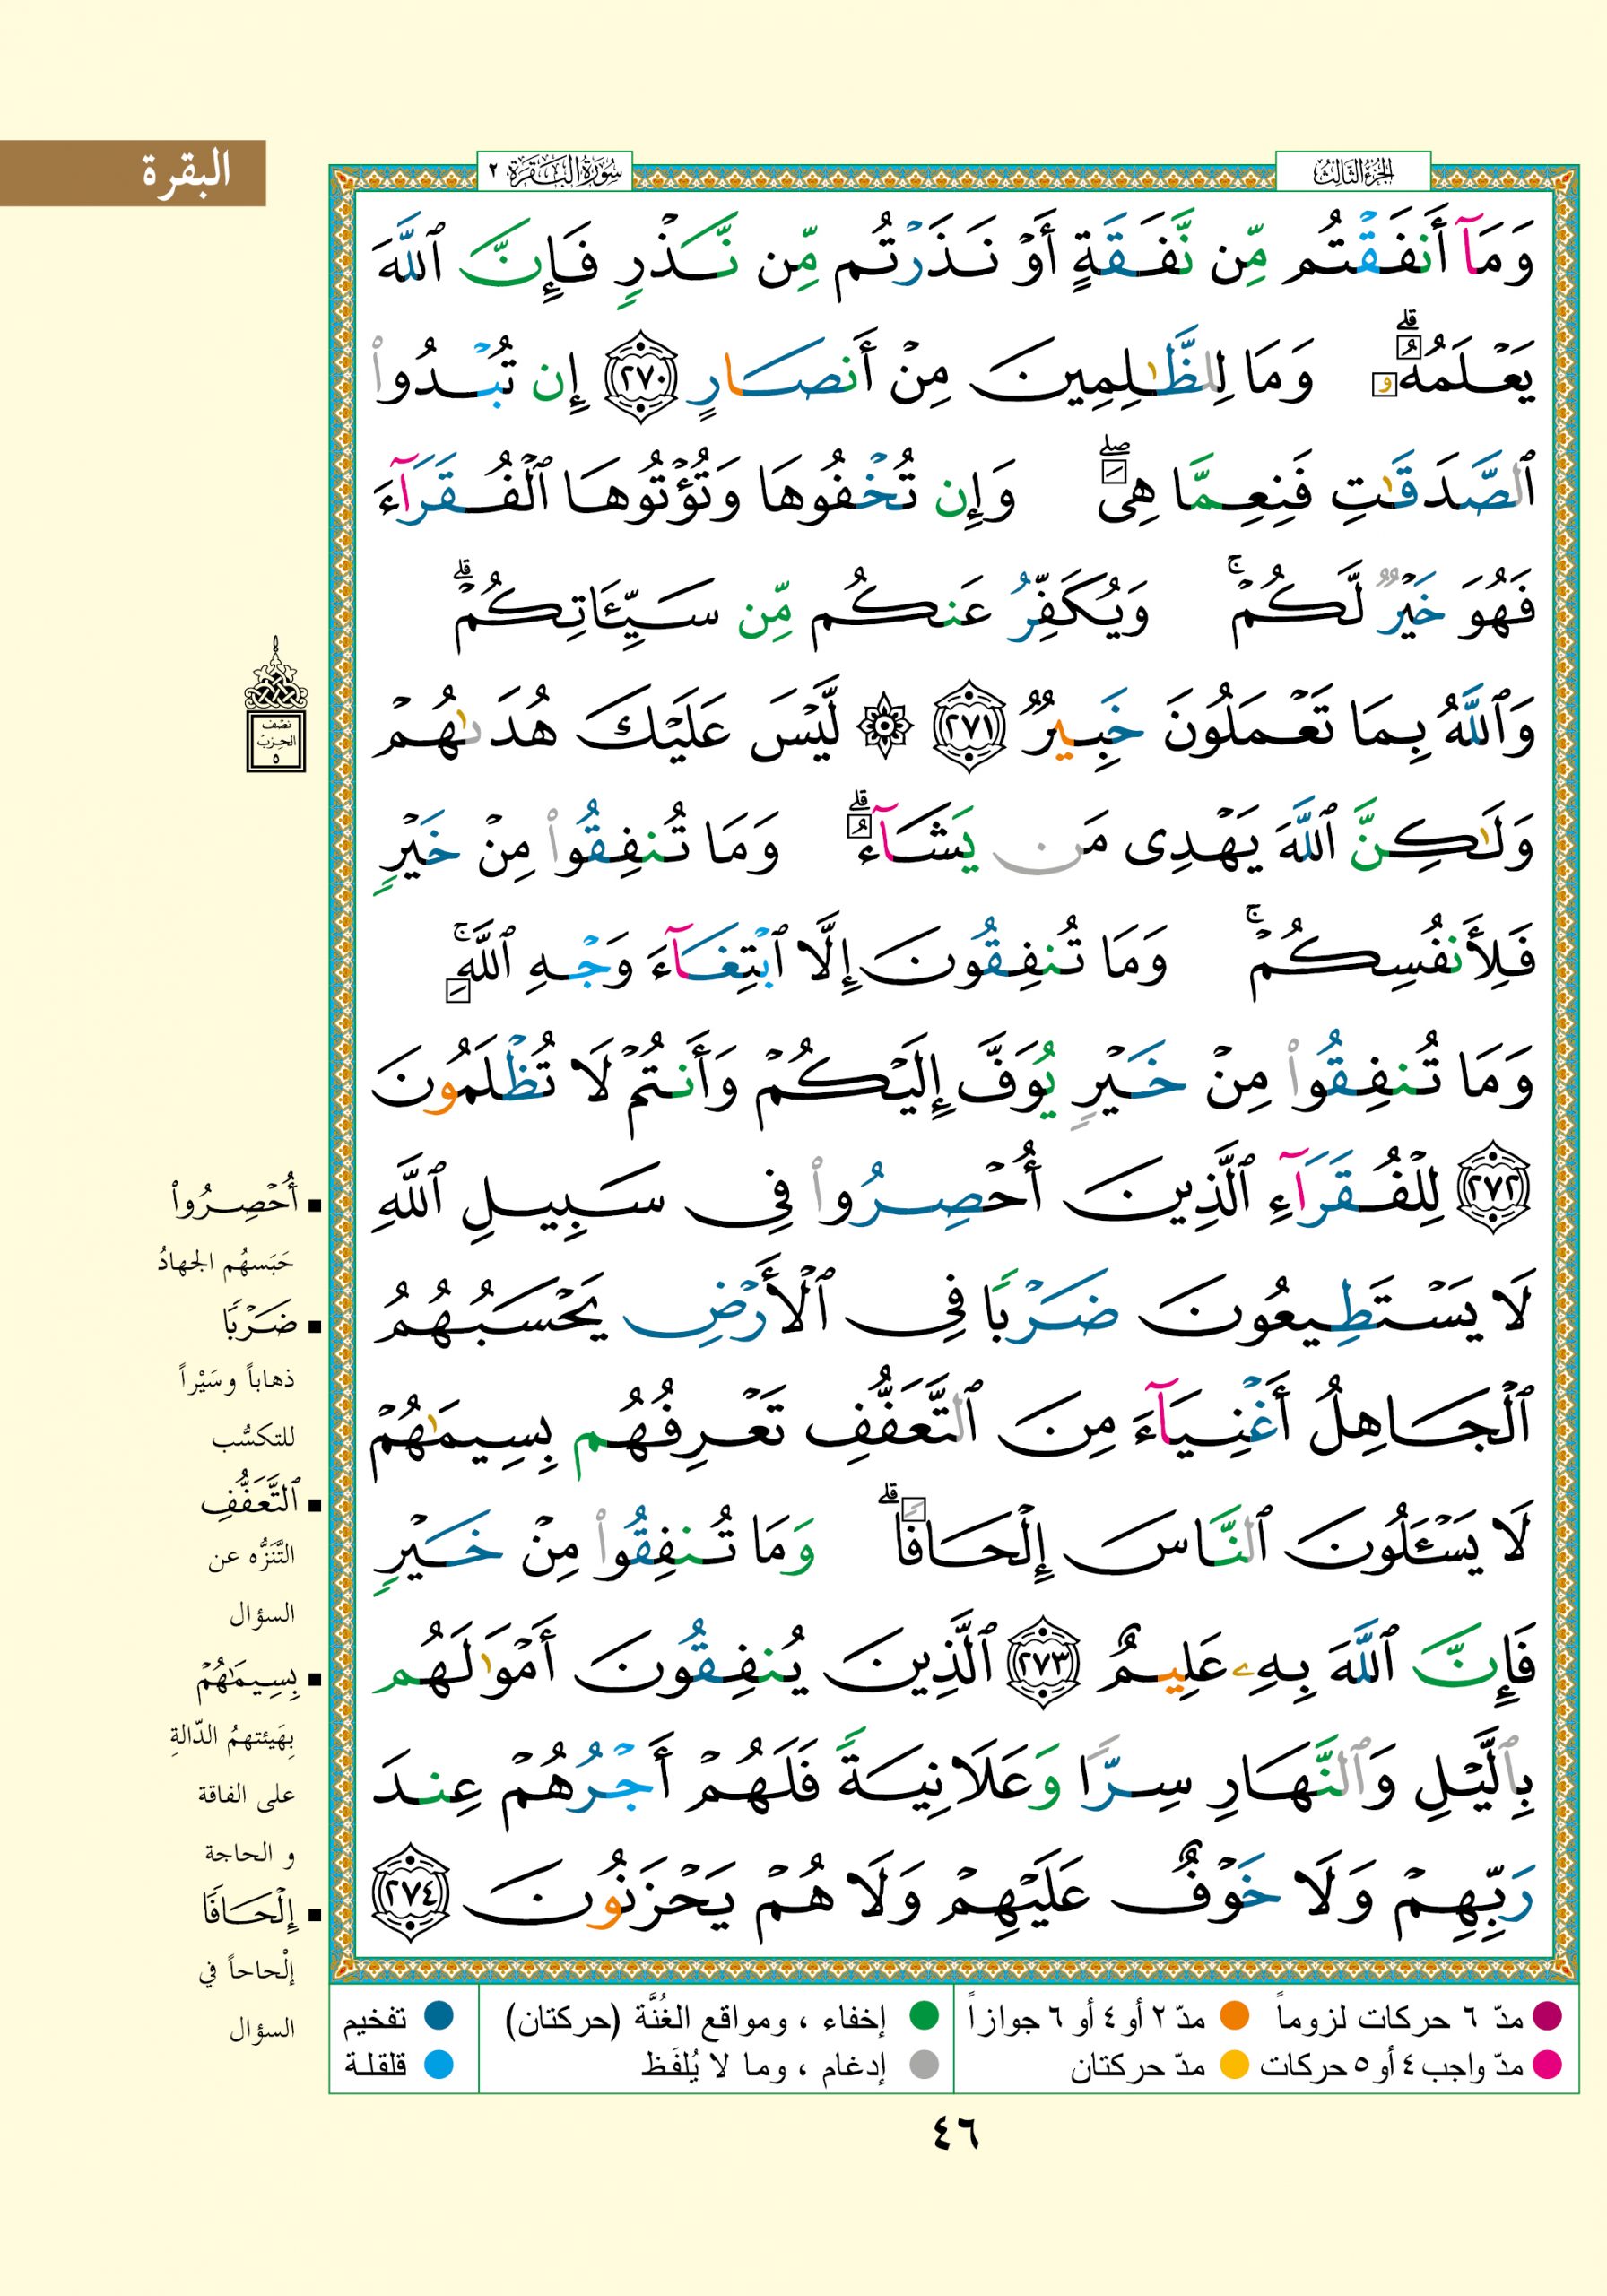 البقرة
سُورَةُ البَقَرَةِ ٢
الجُزْءُ الثَّالِثُ
وَمَآ أَنفَقْتُم مِّن نَّفَقَةٍ أَوْ نَذَرْتُم مِّن نَّذْرٍ فَإِنَّ ٱللَّهَ
يَعْلَمُهُۥ ۗ وَمَا لِلظَّٰلِمِينَ مِنْ أَنصَارٍ ٢٧٠ إِن تُبْدُوا۟
ٱلصَّدَقَٰتِ فَنِعِمَّا هِىَ ۖ وَإِن تُخْفُوهَا وَتُؤْتُوهَا ٱلْفُقَرَآءَ
فَهُوَ خَيْرٌ لَّكُمْ ۚ وَيُكَفِّرُ عَنكُم مِّن سَيِّـَٔاتِكُمْ ۗ
وَٱللَّهُ بِمَا تَعْمَلُونَ خَبِيرٌ ٢٧١ ۞ لَّيْسَ عَلَيْكَ هُدَىٰهُمْ
وَلَٰكِنَّ ٱللَّهَ يَهْدِى مَن يَشَآءُ ۗ وَمَا تُنفِقُوا۟ مِنْ خَيْرٍ
فَلِأَنفُسِكُمْ ۚ وَمَا تُنفِقُونَ إِلَّا ٱبْتِغَآءَ وَجْهِ ٱللَّهِ ۚ
وَمَا تُنفِقُوا۟ مِنْ خَيْرٍ يُوَفَّ إِلَيْكُمْ وَأَنتُمْ لَا تُظْلَمُونَ
٢٧٢ لِلْفُقَرَآءِ ٱلَّذِينَ أُحْصِرُوا۟ فِى سَبِيلِ ٱللَّهِ
لَا يَسْتَطِيعُونَ ضَرْبًا فِى ٱلْأَرْضِ يَحْسَبُهُمُ
ٱلْجَاهِلُ أَغْنِيَآءَ مِنَ ٱلتَّعَفُّفِ تَعْرِفُهُم بِسِيمَٰهُمْ
لَا يَسْـَٔلُونَ ٱلنَّاسَ إِلْحَافًا ۗ وَمَا تُنفِقُوا۟ مِنْ خَيْرٍ
فَإِنَّ ٱللَّهَ بِهِۦ عَلِيمٌ ٢٧٣ ٱلَّذِينَ يُنفِقُونَ أَمْوَٰلَهُم
بِٱلَّيْلِ وَٱلنَّهَارِ سِرًّا وَعَلَانِيَةً فَلَهُمْ أَجْرُهُمْ عِندَ
رَبِّهِمْ وَلَا خَوْفٌ عَلَيْهِمْ وَلَا هُمْ يَحْزَنُونَ ٢٧٤
نصف
الحزب
٥
أُحْصِرُوا۟
حَبَسهُم الجهادُ
ضَرْبًا
ذهاباً وسَيْراً
للتكسُّب
ٱلتَّعَفُّفِ
التَّنَزُّه عن
السؤال
بِسِيمَٰهُمْ
بِهَيئتهمُ الدّالةِ
على الفاقة
و الحاجة
إِلْحَافًا
إلْحاحاً في
السؤال
مدّ ٦ حركات لزوماً مدّ ٢ أو ٤ أو ٦ جوازاً إخفاء ، ومواقع الغُنَّة (حركتان) تفخيم
مدّ واجب ٤ أو ٥ حركات مدّ حركتان إدغام ، وما لا يُلفَظ قلقلة
٤٦